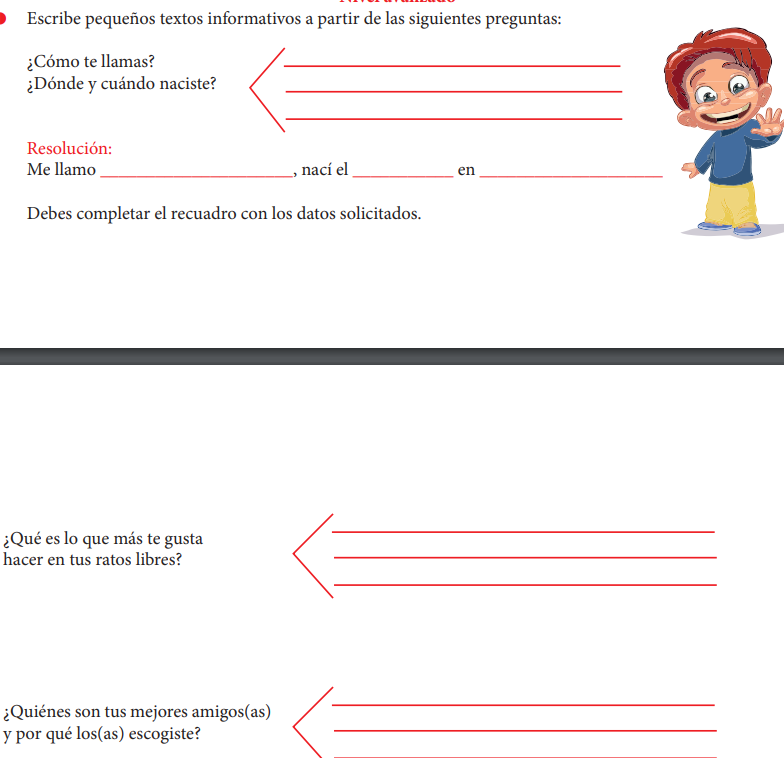 Escribe pequeños textos informativos a partir de las siguientes preguntas:
¿Cómo te llamas?
¿Dónde y cuándo naciste?
Resolución:
Me llamo ______________________, nací el ___________ en ____________________
Debes completar el recuadro con los datos solicitados.
¿Qué es lo que más te gusta
hacer en tus ratos libres?
¿Quiénes son tus mejores amigos(as)
y por qué los(as) escogiste?